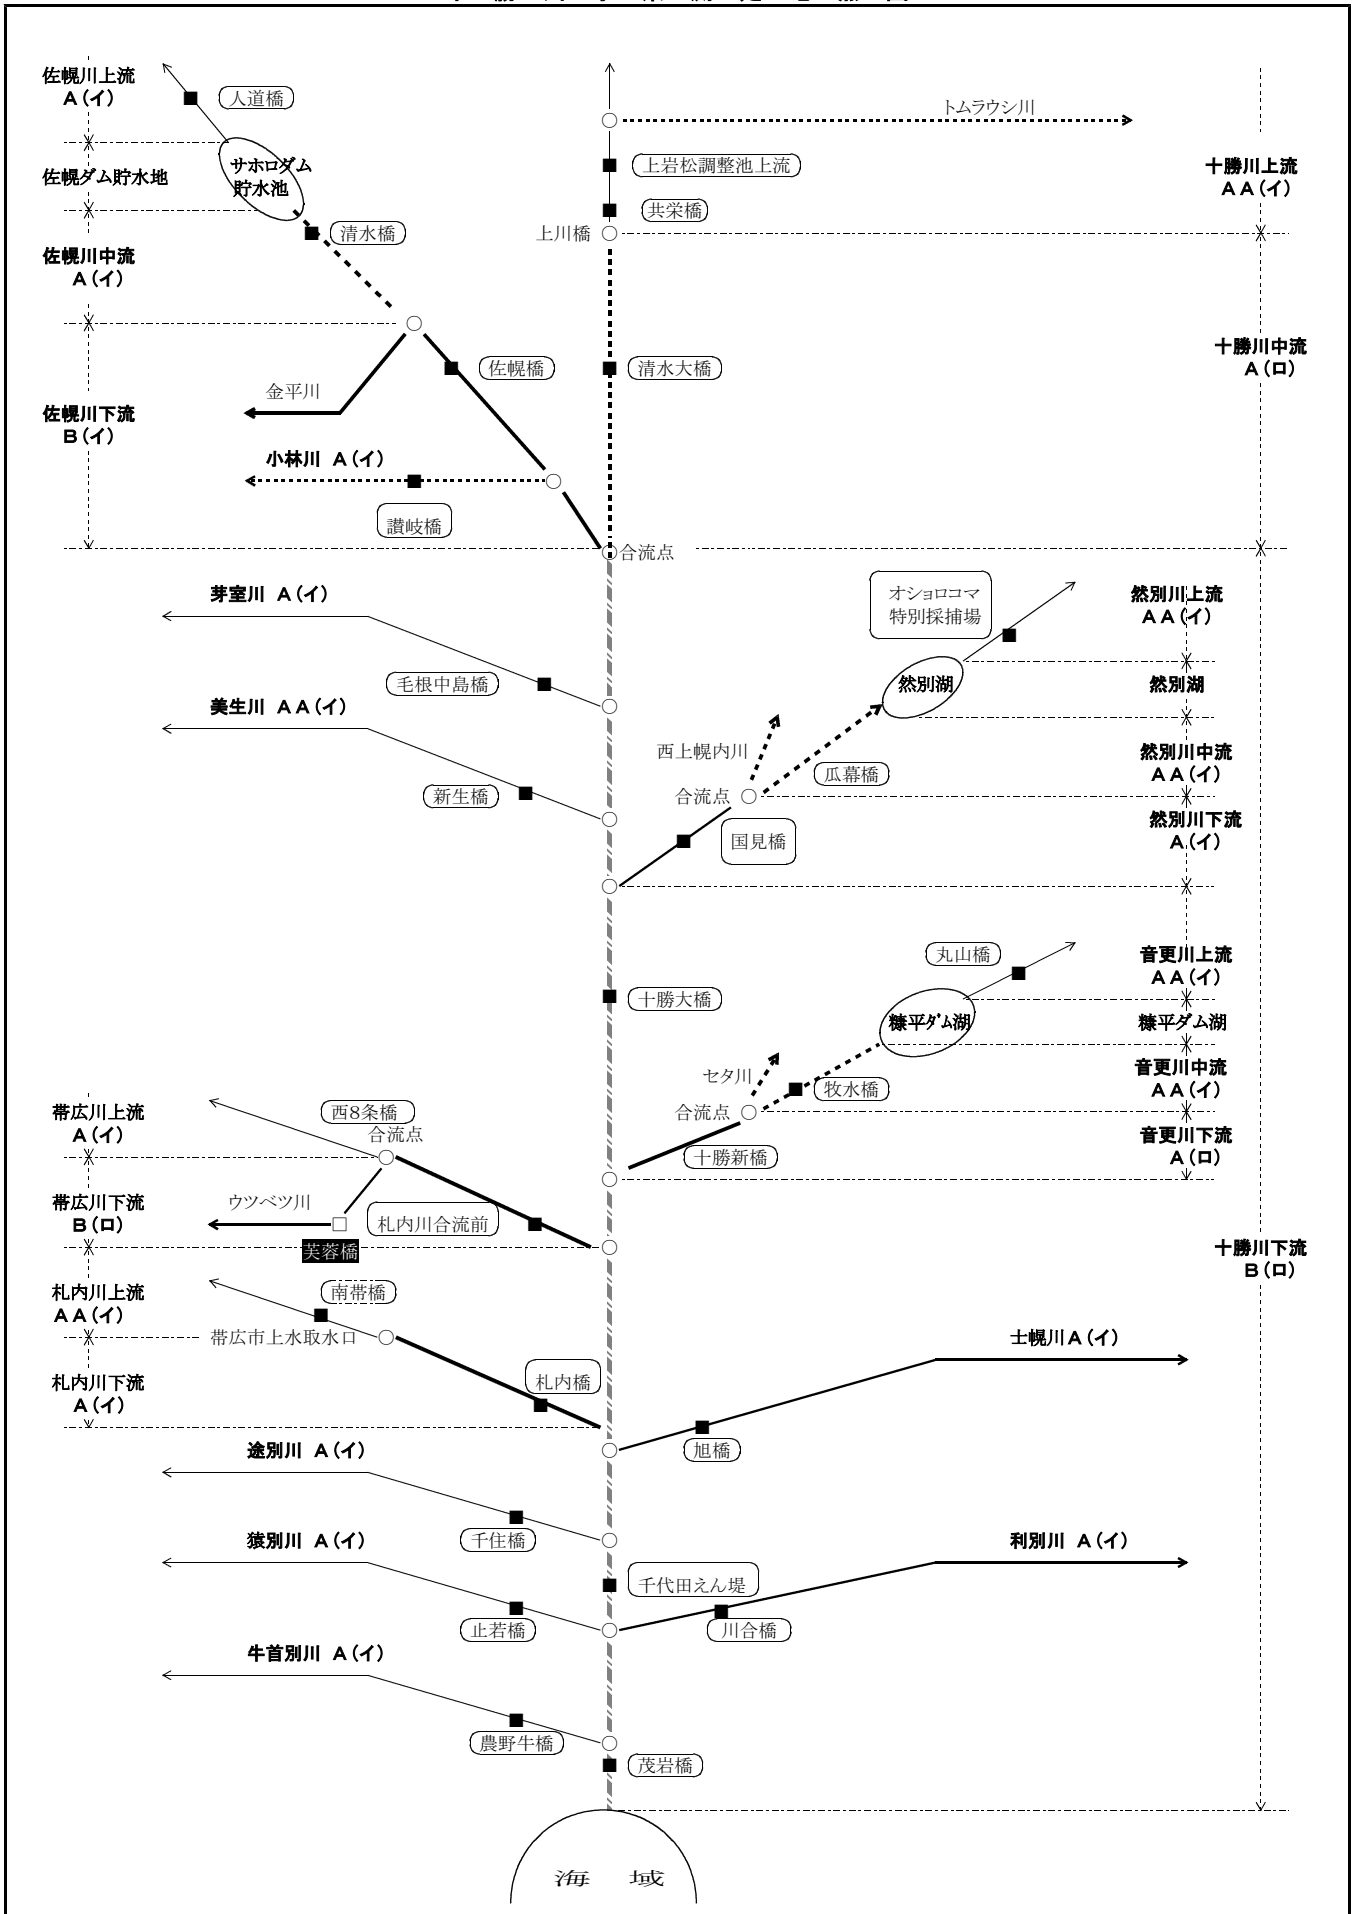 佐幌川上流
A(イ)
人道橋
トムラウシ川
サホロダム
貯水池
佐幌ダム貯水地
上岩松調整池上流
十勝川上流
AA(イ)
共栄橋
清水橋
上川橋
佐幌川中流
A(イ)
佐幌橋
清水大橋
十勝川中流
A(ロ)
金平川
佐幌川下流
B(イ)
小林川 A(イ)
讃岐橋
合流点
芽室川 A(イ)
オショロコマ
特別採捕場
然別川上流
AA(イ)
毛根中島橋
然別湖
然別湖
美生川 AA(イ)
西上幌内川
然別川中流
AA(イ)
瓜幕橋
新生橋
合流点
国見橋
然別川下流
A(イ)
丸山橋
音更川上流
AA(イ)
十勝大橋
糠平ダム湖
糠平ダム湖
セタ川
牧水橋
音更川中流
AA(イ)
帯広川上流
A(イ)
西8条橋
合流点
合流点
音更川下流
A(ロ)
十勝新橋
帯広川下流
B(ロ)
ウツベツ川
札内川合流前
芙蓉橋
十勝川下流
B(ロ)
札内川上流
AA(イ)
南帯橋
帯広市上水取水口
士幌川A(イ)
札内川下流
A(イ)
札内橋
途別川 A(イ)
旭橋
千住橋
猿別川 A(イ)
利別川 A(イ)
千代田えん堤
止若橋
川合橋
牛首別川 A(イ)
農野牛橋
茂岩橋
海 域